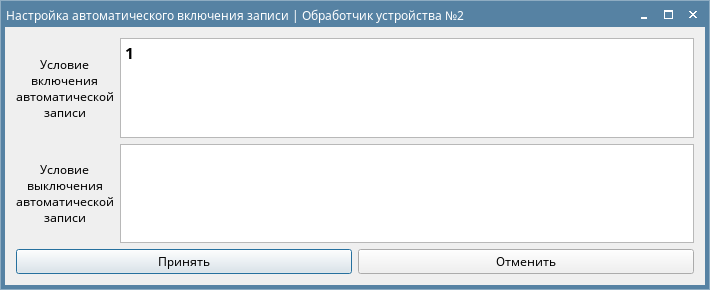 Настройка автоматического включения записи | Обработчик устройства №2
Условие
включения
автоматической
записи
1
Условие
выключения
автоматической
записи
Принять
Отменить